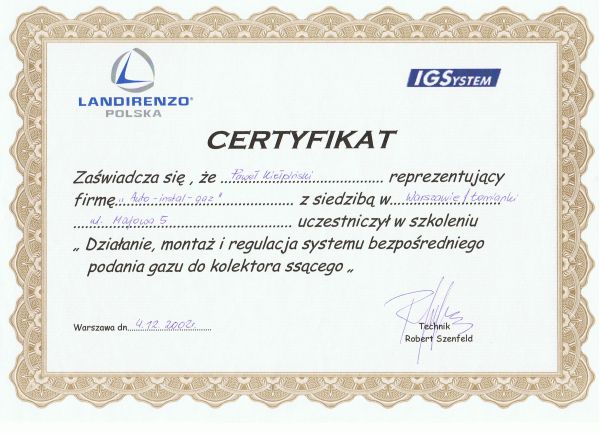 LANDIRENZO®
POLSKA
IGSYSTEM
CERTYFIKAT
Zaświadcza się , że Paweł Kiełpiński reprezentujący
firmę „Auto-instal-gaz" z siedzibą w Warszawie/Łomianki
ul. Majowa 5 uczestniczył w szkoleniu
„ Działanie, montaż i regulacja systemu bezpośredniego
podania gazu do kolektora ssącego „
Warszawa dn. 4.12.2002r.
Technik
Robert Szenfeld